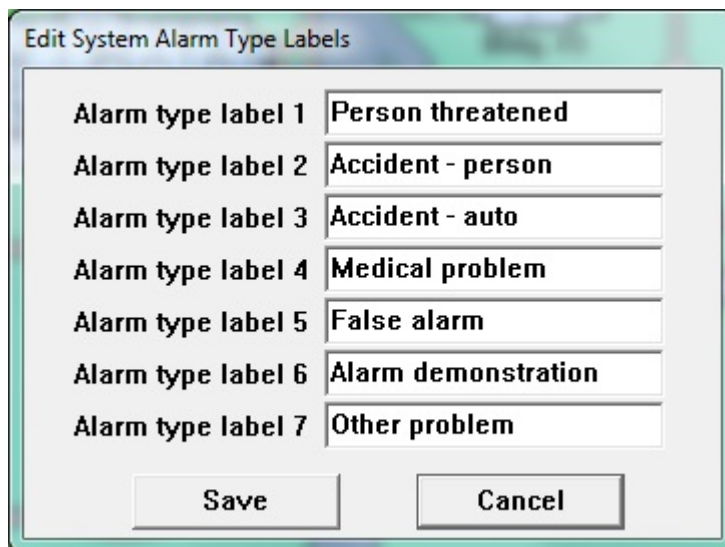 Edit System Alarm Type Labels
Alarm type label 1 Person threatened
Alarm type label 2 Accident - person
Alarm type label 3 Accident - auto
Alarm type label 4 Medical problem
Alarm type label 5 False alarm
Alarm type label 6 Alarm demonstration
Alarm type label 7 Other problem
Save Cancel